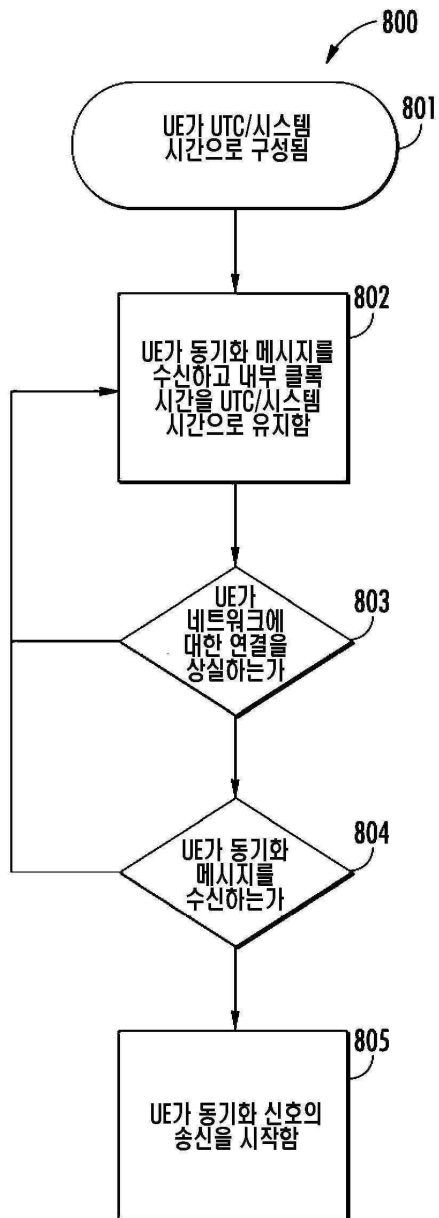 800
801
UE가 UTC/시스템
시간으로 구성됨
802
UE가 동기화 메시지를
수신하고 내부 클록
시간을 UTC/시스템
시간으로 유지함
UE가
네트워크에
대한 연결을
상실하는가
803
UE가 동기화
메시지를
수신하는가
804
805
UE가 동기화 신호의
송신을 시작함